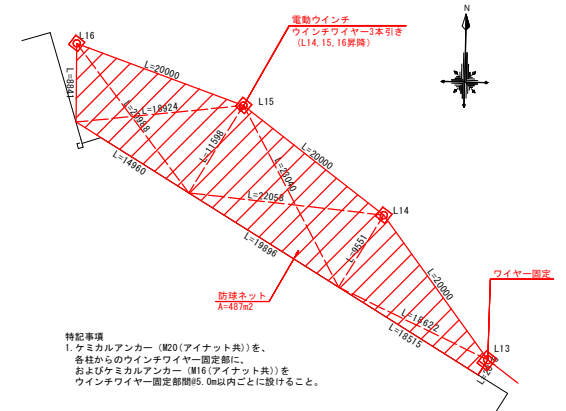 電動ウインチ
ウインチワイヤー3本引き
(L14,15,16昇降)
N
L16
L=20000
L=8841
L15
L=18924
L=20988
L=11598
L=20000
L=23040
L=14960
L=22058
L14
L=19896
L=9551
L=20000
ワイヤー固定
防球ネット
A=487m2
L=18622
L=18515
L13
特記事項
1.ケミカルアンカー (M20(アイナット共))を、
各柱からのウインチワイヤー固定部に、
およびケミカルアンカー (M16(アイナット共))を
ウインチワイヤー固定部間@5.0m以内ごとに設けること。